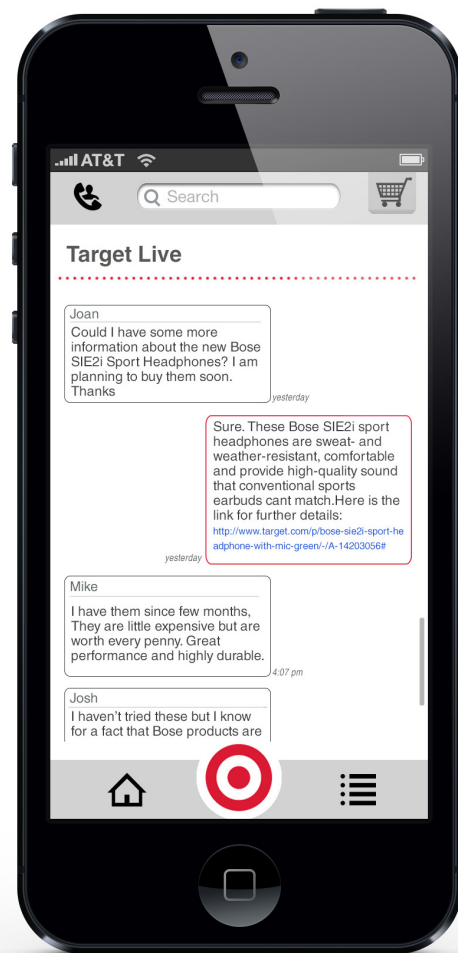 AT&T
Search
Target Live
Joan
Could I have some more
information about the new Bose
SIE2i Sport Headphones? I am
planning to buy them soon.
Thanks
yesterday
Sure. These Bose SIE2i sport
headphones are sweat- and
weather-resistant, comfortable
and provide high-quality sound
that conventional sports
earbuds cant match.Here is the
link for further details:
http://www.target.com/p/bose-sie2i-sport-he
adphone-with-mic-green/-/A-14203056#
yesterday
Mike
I have them since few months,
They are little expensive but are
worth every penny. Great
performance and highly durable.
4:07 pm
Josh
I haven’t tried these but I know
for a fact that Bose products are